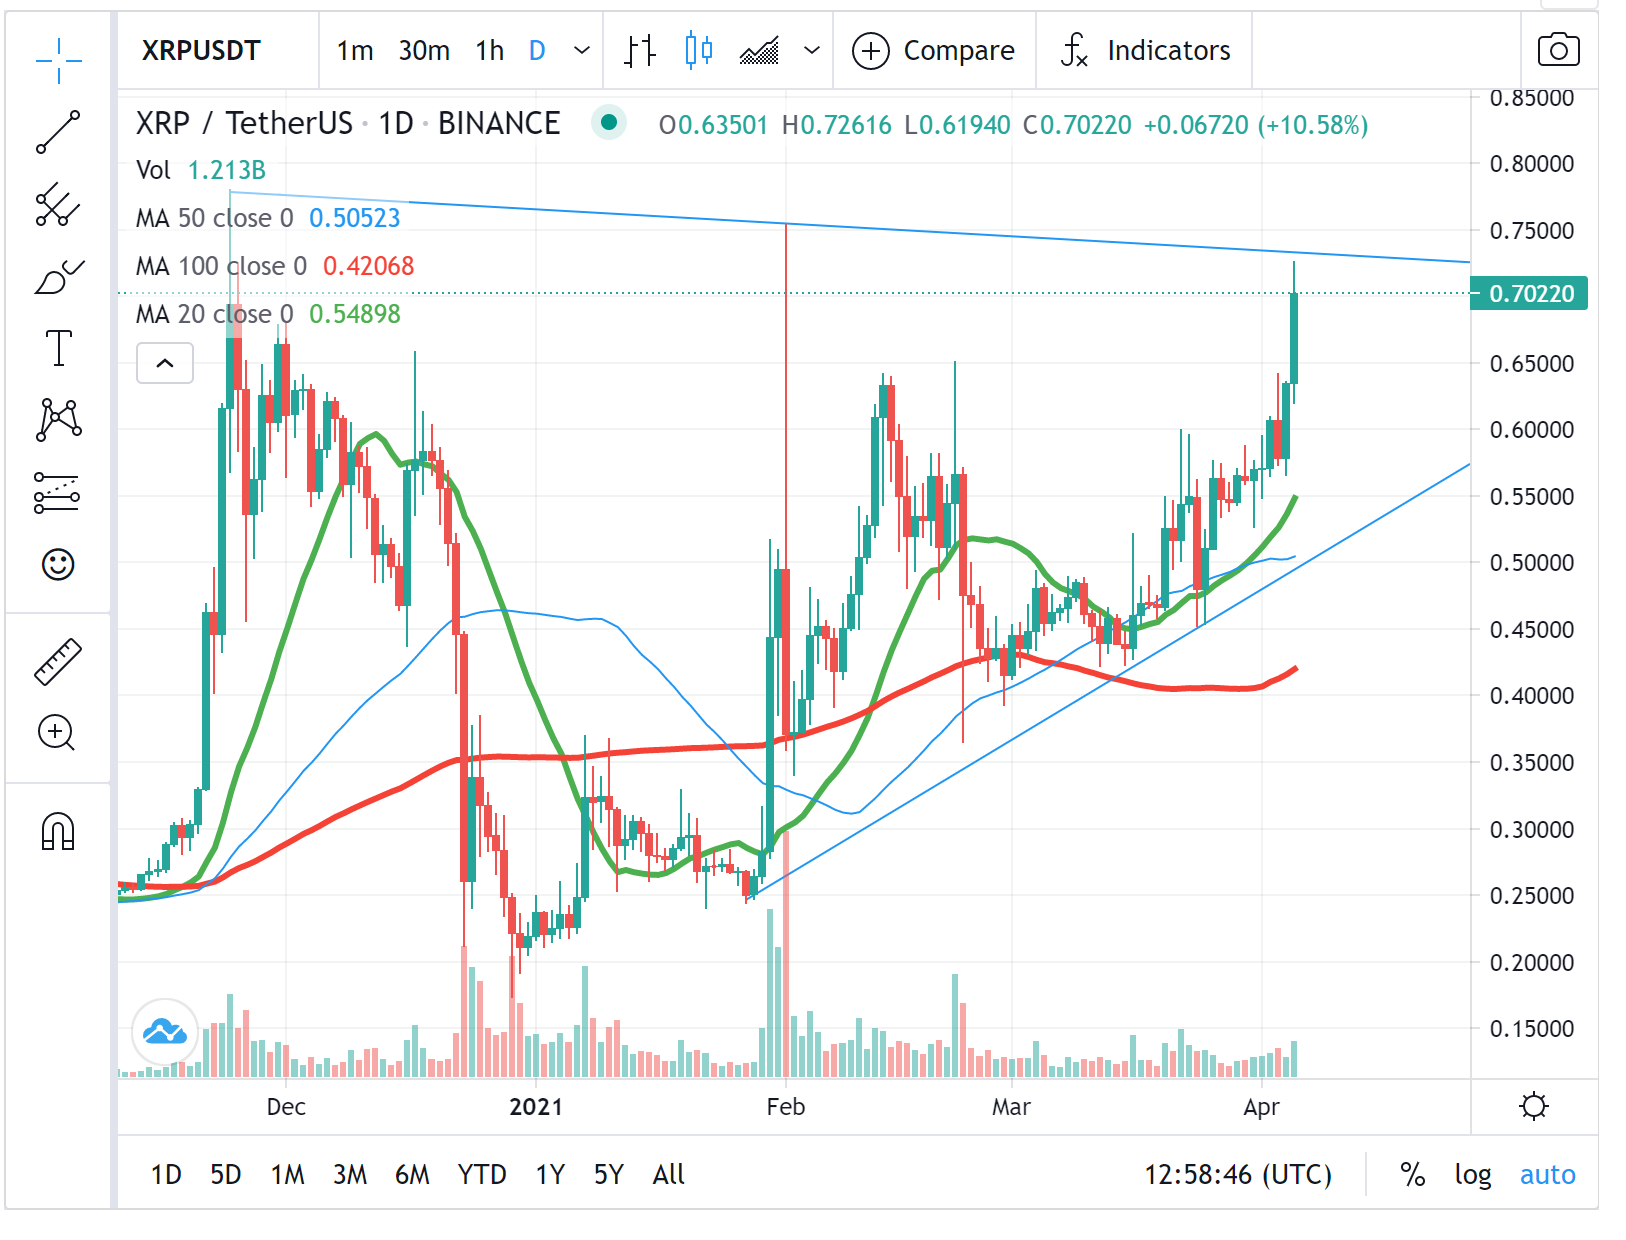 XRPUSDT 1m 30m 1h D Compare Indicators
XRP / TetherUS · 1D · BINANCE O0.63501 H0.72616 L0.61940 C0.70220 +0.06720 (+10.58%)
Vol 1.213B
MA 50 close 0 0.50523
MA 100 close 0 0.42068
MA 20 close 0 0.54898
0.85000
0.80000
0.75000
0.70220
0.65000
0.60000
0.55000
0.50000
0.45000
0.40000
0.35000
0.30000
0.25000
0.20000
0.15000
Dec 2021 Feb Mar Apr
1D 5D 1M 3M 6M YTD 1Y 5Y All 12:58:46 (UTC) % log auto